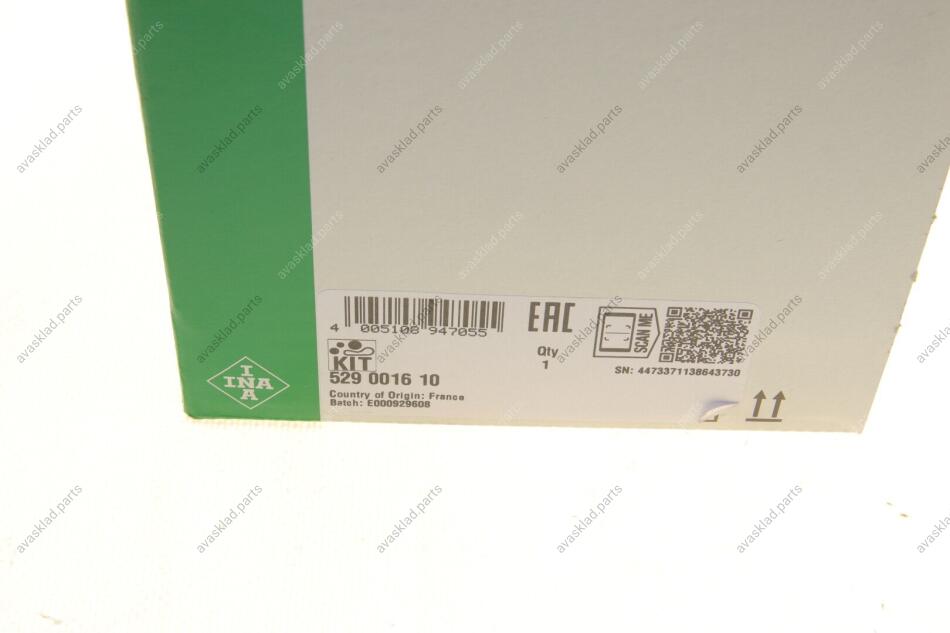 4 005108 947055
EAC
KIT
Qty
1
SCAN ME
529 0016 10
SN: 4473371138643730
Country of Origin: France
Batch: E000929608
INA
INA
avasklad.parts